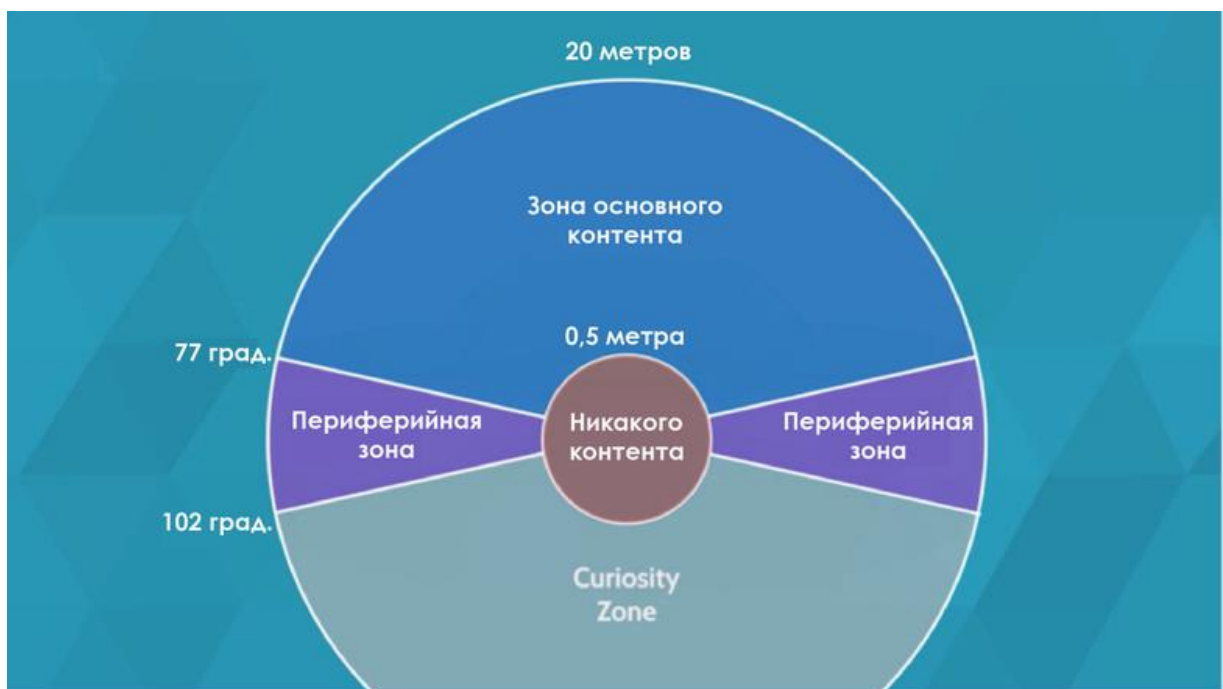 20 метров
Зона основного
контента
0,5 метра
77 град.
Периферийная
зона
Никакого
контента
Периферийная
зона
102 град.
Curiosity
Zone